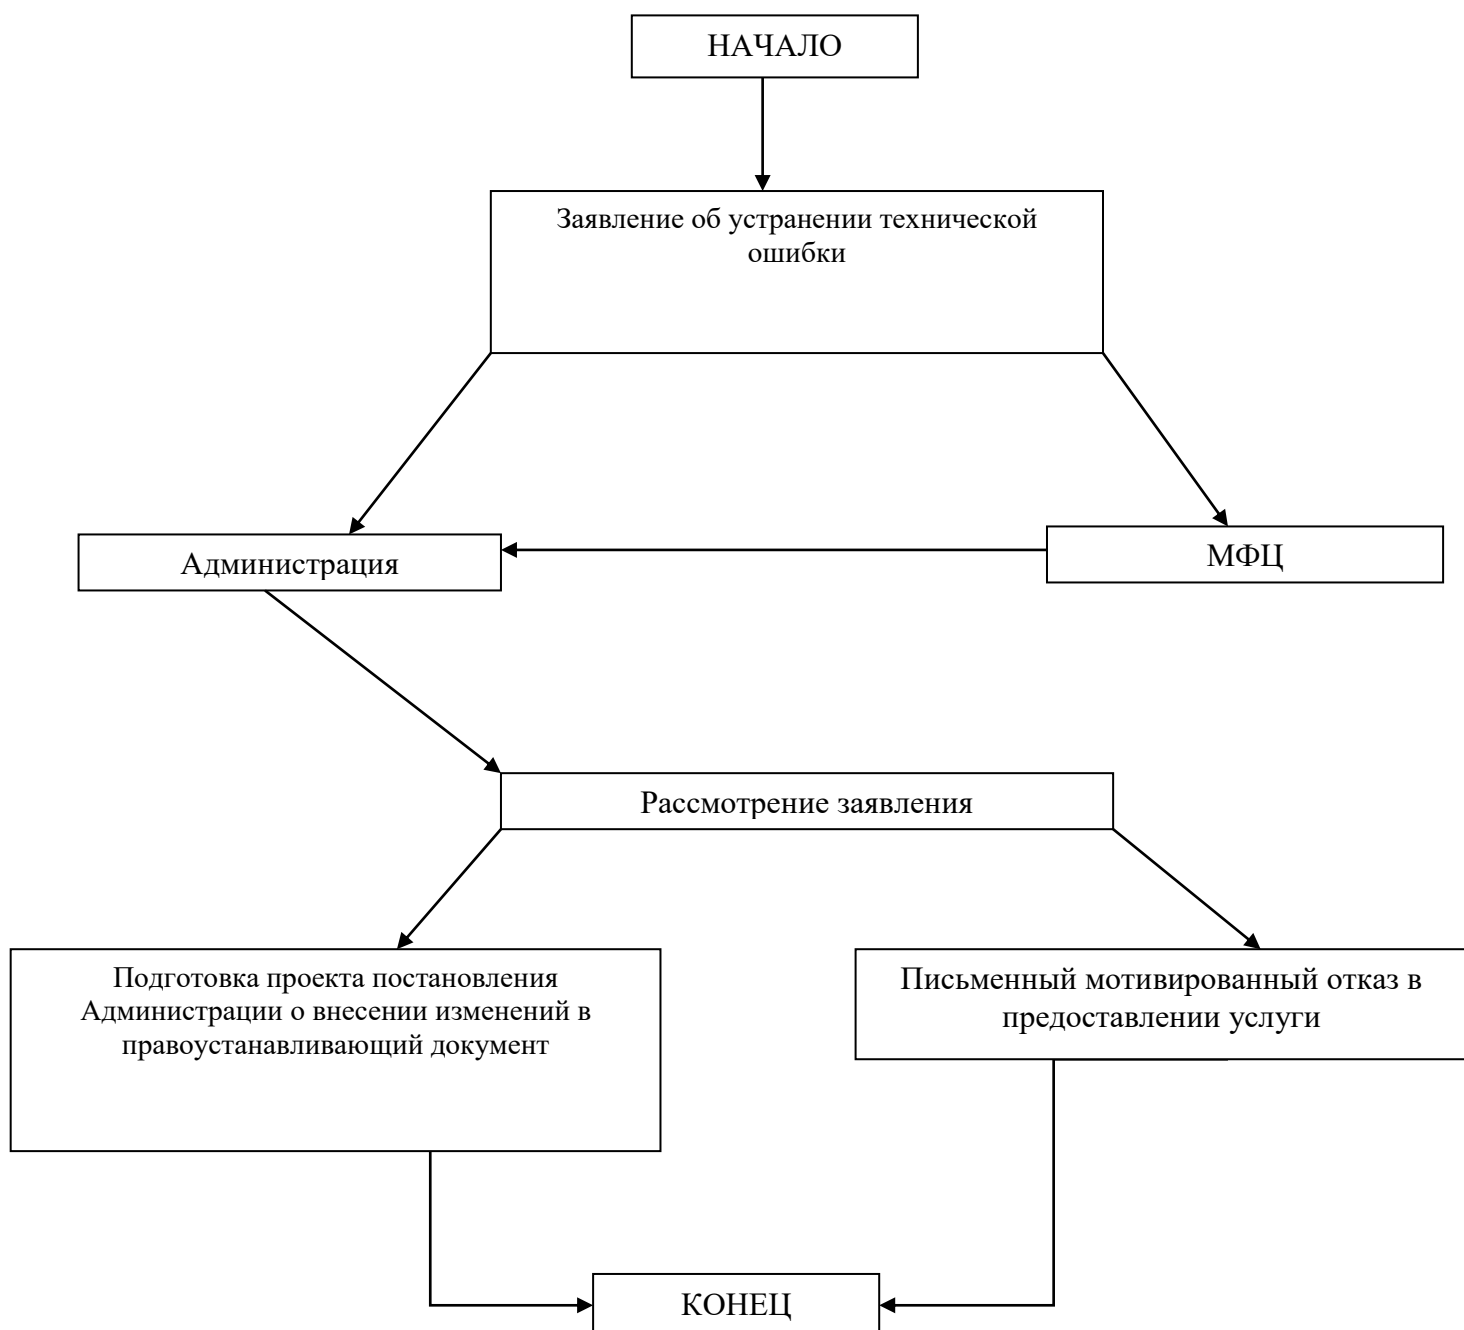 НАЧАЛО
Заявление об устранении технической
ошибки
Администрация
МФЦ
Рассмотрение заявления
Подготовка проекта постановления
Администрации о внесении изменений в
правоустанавливающий документ
Письменный мотивированный отказ в
предоставлении услуги
КОНЕЦ